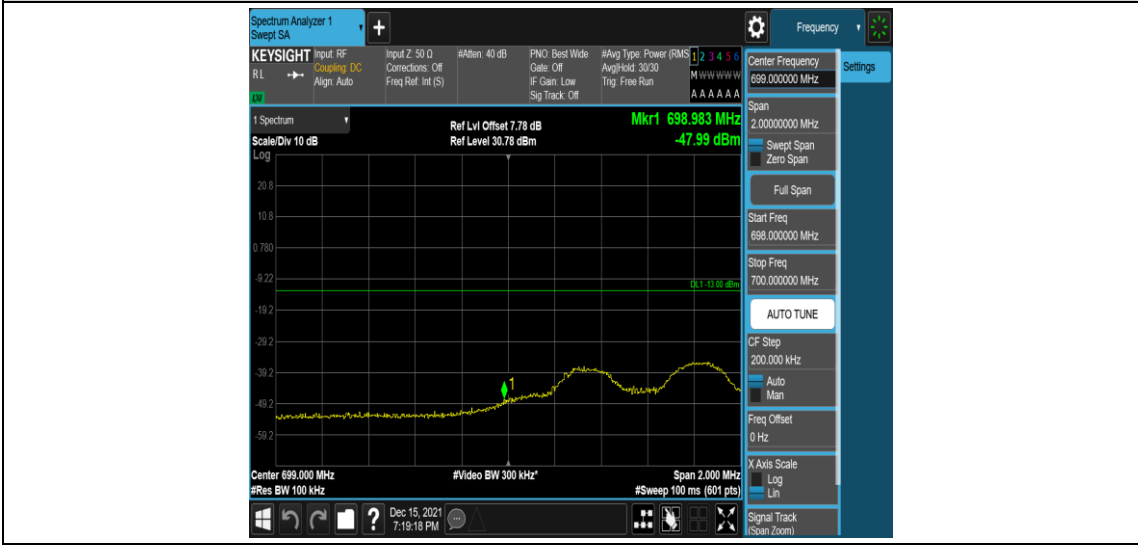 Spectrum Analyzer 1
Swept SA
+
Frequency
KEYSIGHT
RL
LM
Input: RF
Coupling: DC
Align: Auto
Input Z: 50 Ω
Corrections: Off
Freq Ref: Int (S)
#Atten: 40 dB
PNO: Best Wide
Gate: Off
IF Gain: Low
Sig Track: Off
#Avg Type: Power (RMS
Avg|Hold: 30/30
Trig: Free Run
1 2 3 4 5 6
M W W W W W
A A A A A A
1 Spectrum
Scale/Div 10 dB
Log
Ref Lvl Offset 7.78 dB
Ref Level 30.78 dBm
Mkr1 698.983 MHz
-47.99 dBm
20.8
10.8
0.780
-9.22
-19.2
-29.2
-39.2
-49.2
-59.2
DL1 -13.00 dBm
1
Center 699.000 MHz
#Res BW 100 kHz
#Video BW 300 kHz*
Span 2.000 MHz
#Sweep 100 ms (601 pts)
Center Frequency
699.000000 MHz
Settings
Span
2.00000000 MHz
Swept Span
Zero Span
Full Span
Start Freq
698.000000 MHz
Stop Freq
700.000000 MHz
AUTO TUNE
CF Step
200.000 kHz
Auto
Man
Freq Offset
0 Hz
X Axis Scale
Log
Lin
Signal Track
(Span Zoom)
?
Dec 15, 2021
7:19:18 PM